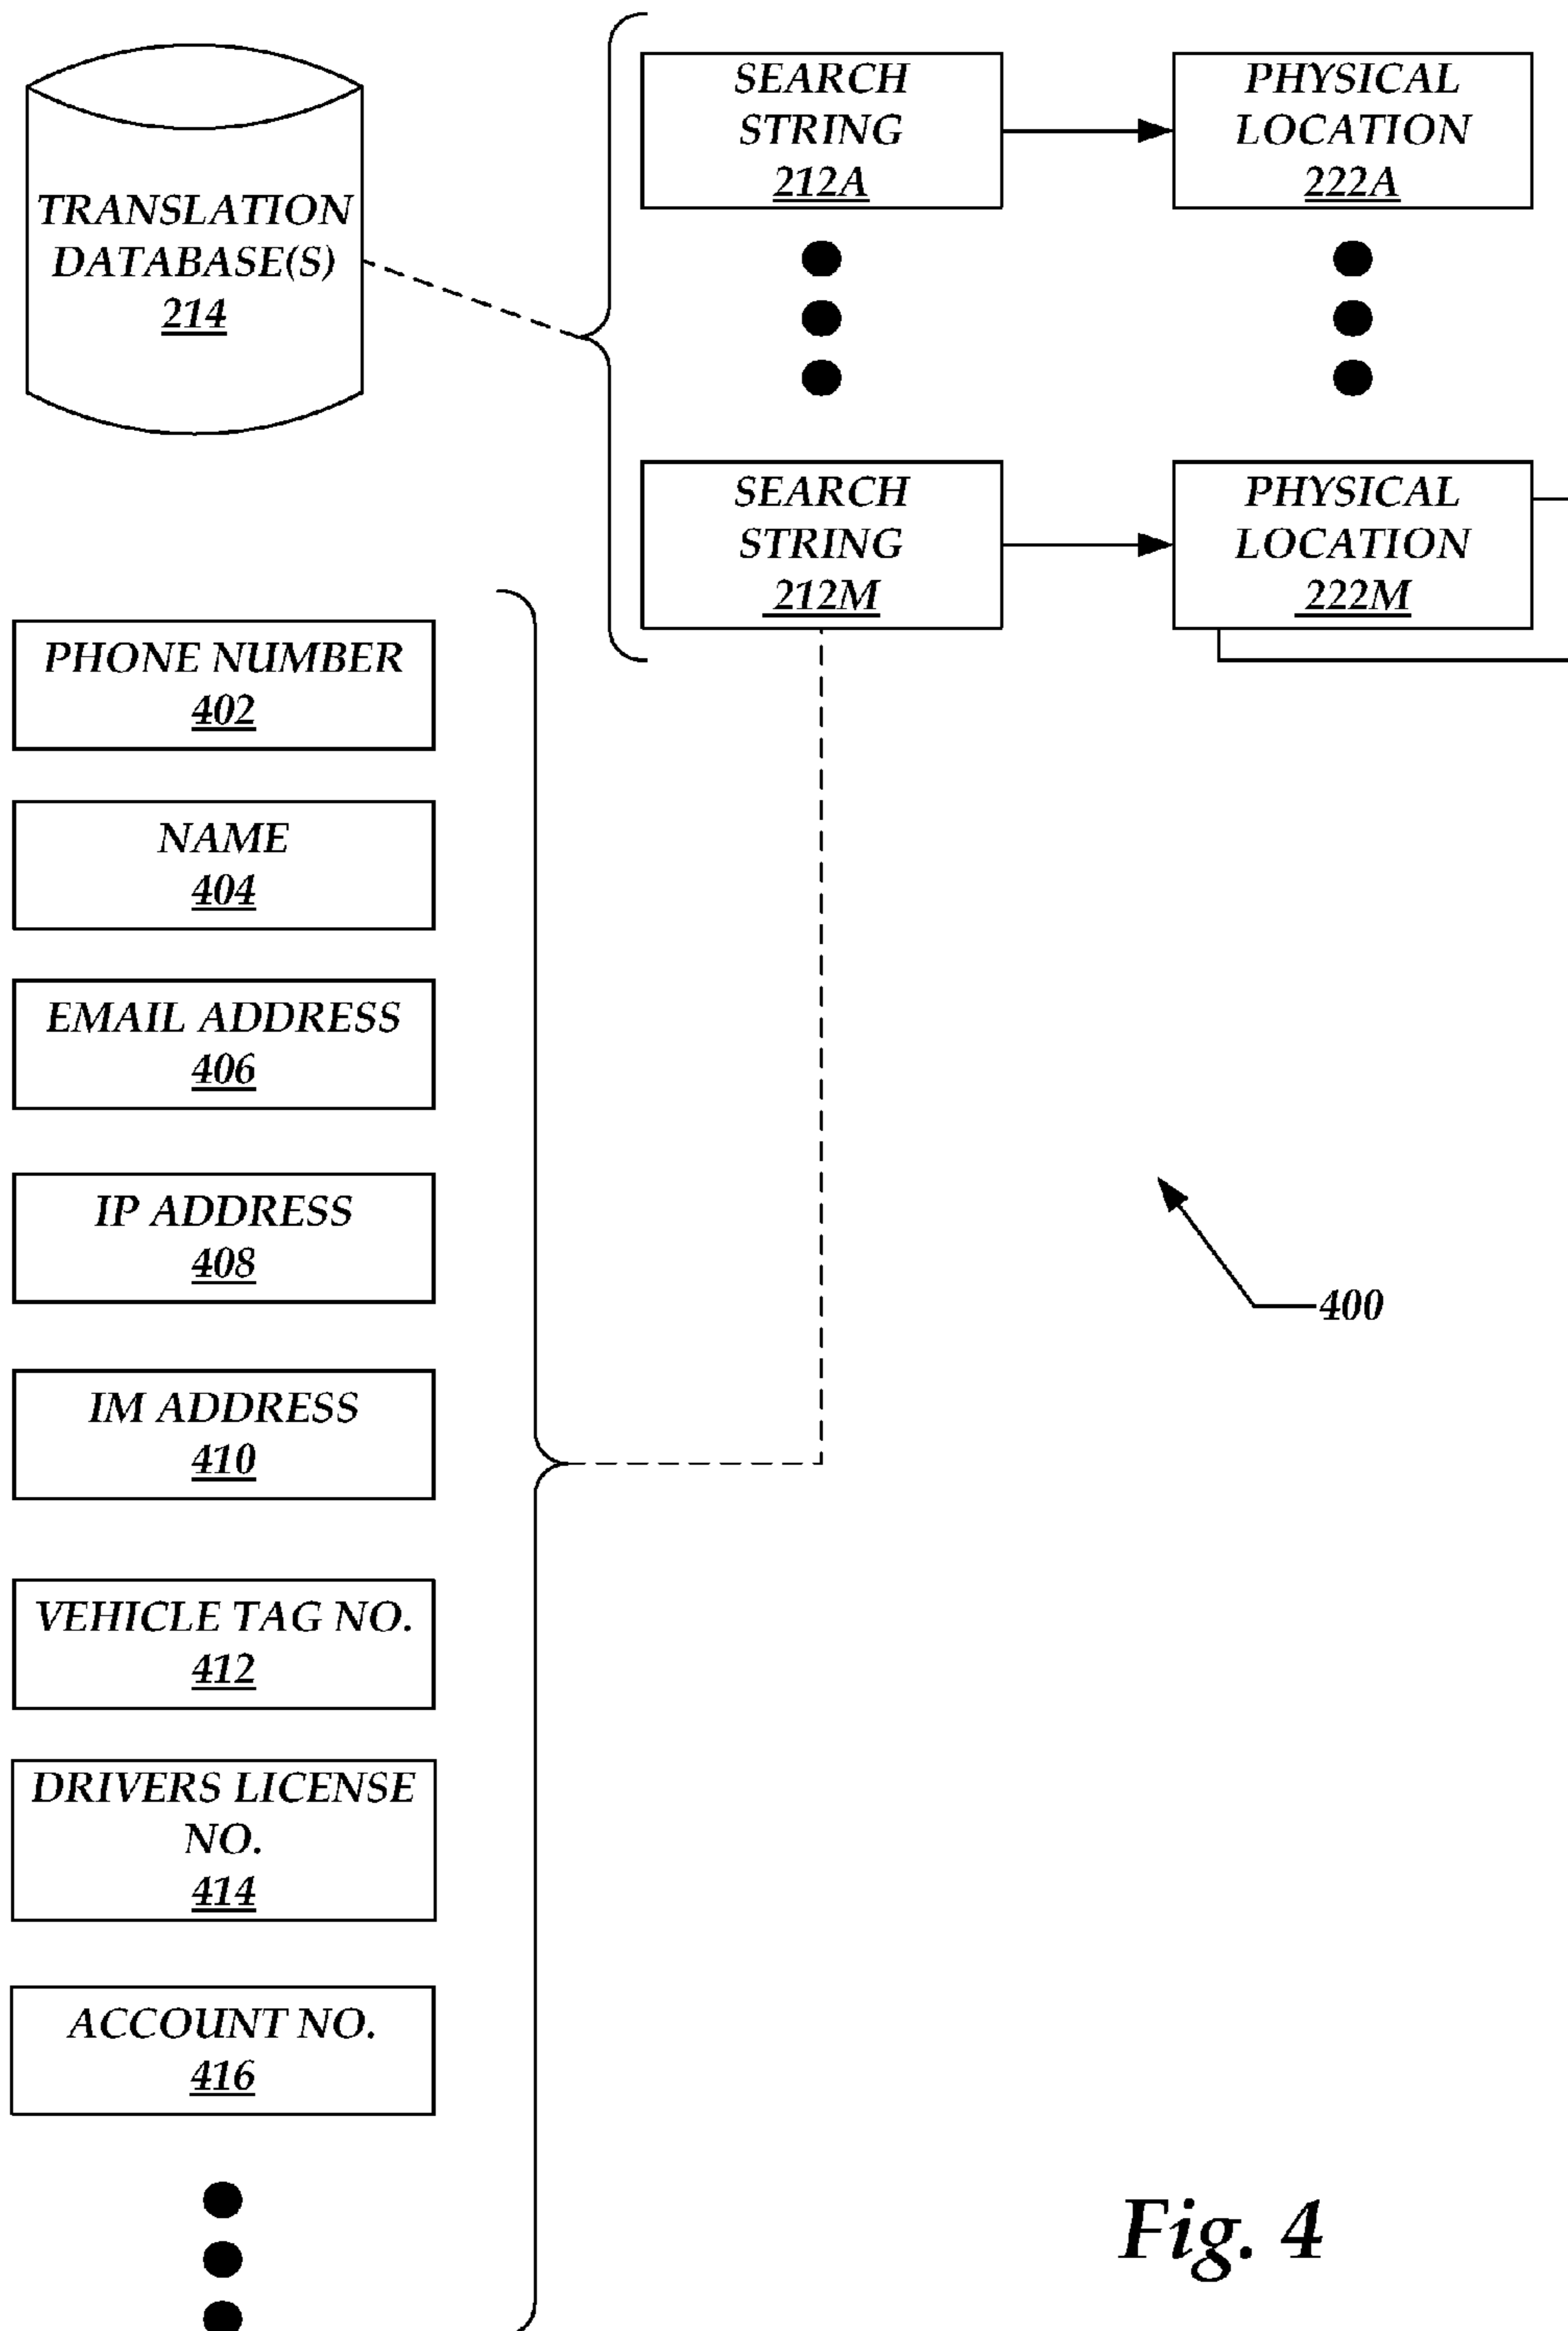 TRANSLATION
DATABASE(S)
214
SEARCH
STRING
212A
PHYSICAL
LOCATION
222A
SEARCH
STRING
212M
PHYSICAL
LOCATION
222M
PHONE NUMBER
402
NAME
404
EMAIL ADDRESS
406
IP ADDRESS
408
IM ADDRESS
410
VEHICLE TAG NO.
412
DRIVERS LICENSE
NO.
414
ACCOUNT NO.
416
400
Fig. 4